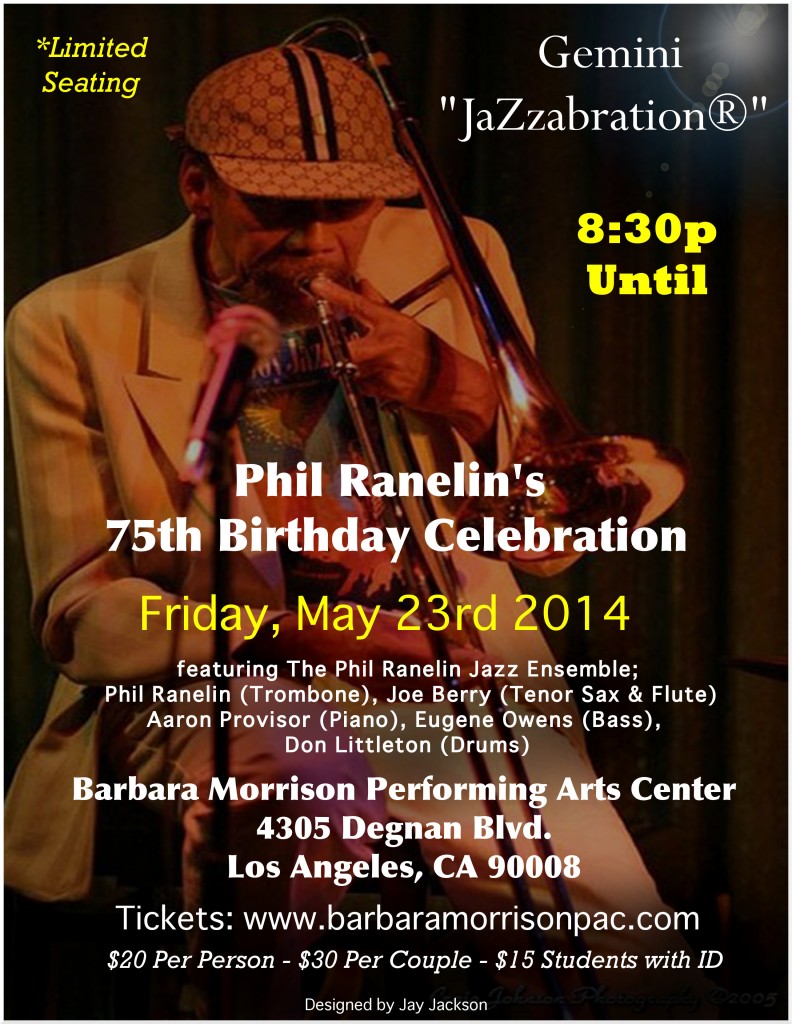 *Limited
Seating
Gemini
"JaZzabration®"
8:30p
Until
Phil Ranelin's
75th Birthday Celebration
Friday, May 23rd 2014
featuring The Phil Ranelin Jazz Ensemble;
Phil Ranelin (Trombone), Joe Berry (Tenor Sax & Flute)
Aaron Provisor (Piano), Eugene Owens (Bass),
Don Littleton (Drums)
Barbara Morrison Performing Arts Center
4305 Degnan Blvd.
Los Angeles, CA 90008
Tickets: www.barbaramorrisonpac.com
$20 Per Person - $30 Per Couple - $15 Students with ID
Designed by Jay Jackson
Johnson Photography ©2005